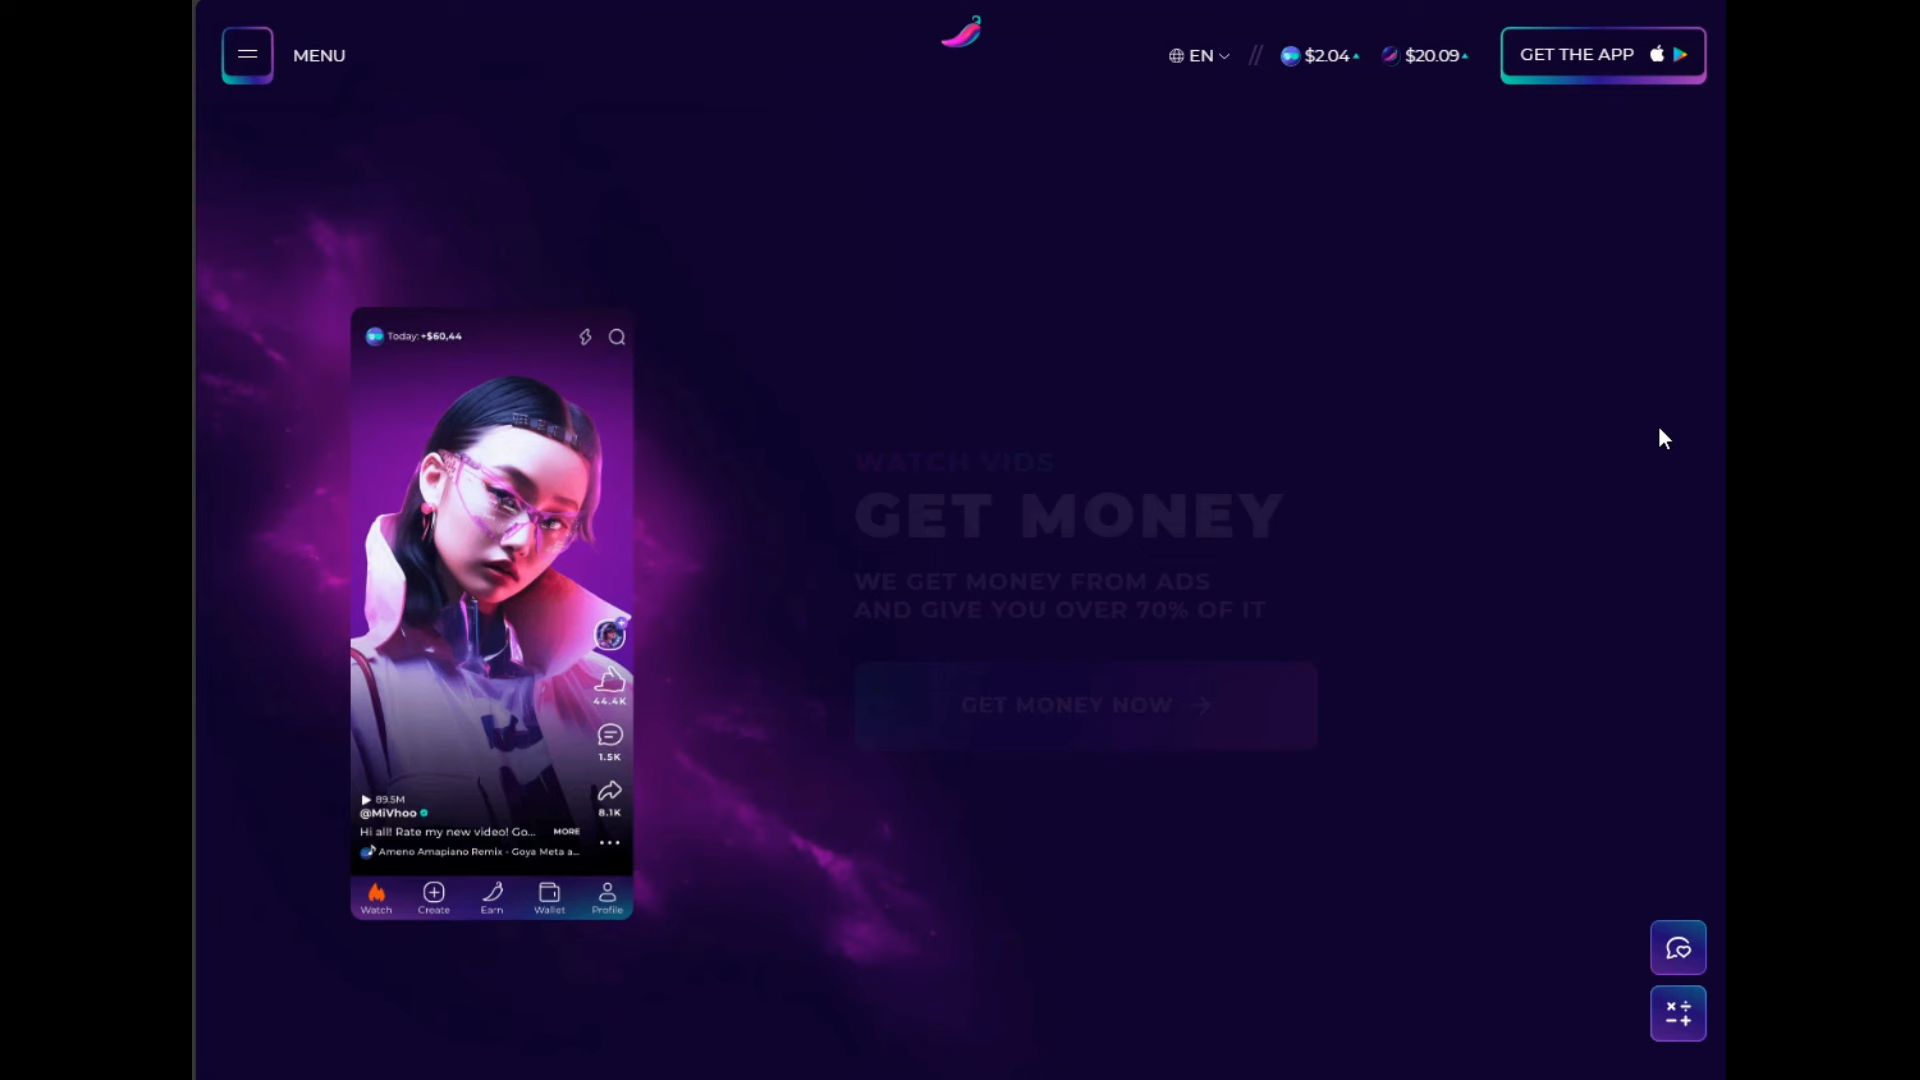 MENU
EN
//
$2.04
$20.09
GET THE APP
Today: +$60,44
WATCH VIDS
GET MONEY
WE GET MONEY FROM ADS
AND GIVE YOU OVER 70% OF IT
GET MONEY NOW →
44.4K
1.5K
8.1K
89.5M
@MiVhoo
Hi all! Rate my new video! Go... MORE
Ameno Amapiano Remix - Goya Meta a...
Watch Create Earn Wallet Profile